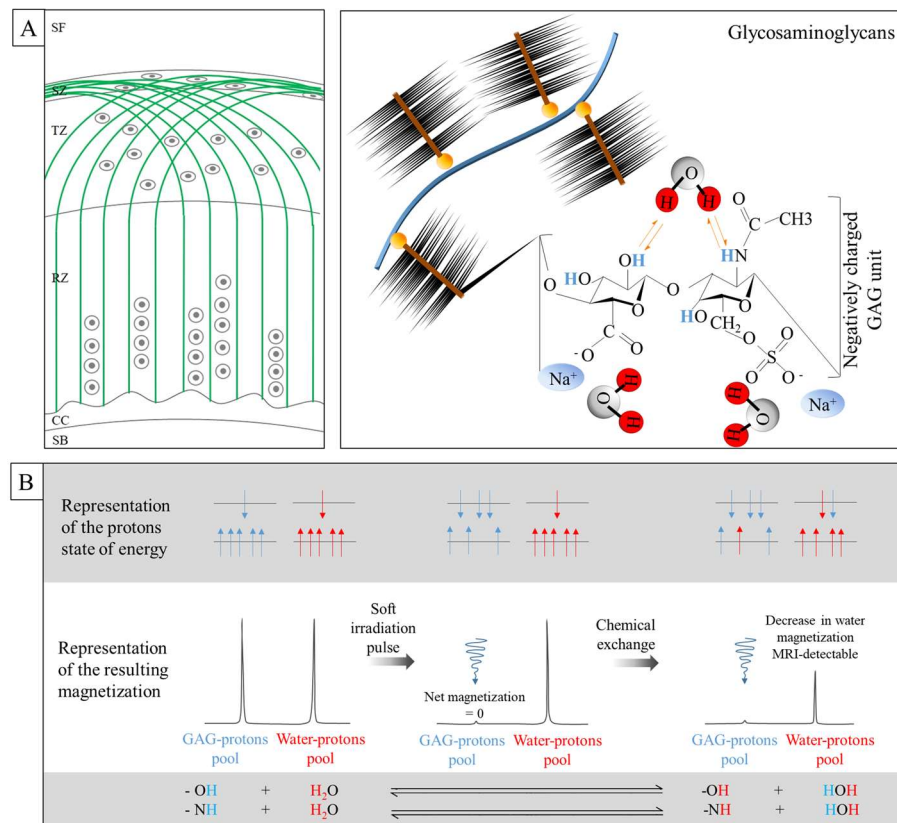 A
SF
SZ
TZ
RZ
CC
SB
Glycosaminoglycans
O
H H
O
CH3
OH
HN
HO
O
O
O
O
HO
O
CH2
-O
O
O
O
S
O
O-
Na+
H
O
H
H
O
H
Na+
Negatively charged
GAG unit
B
Representation
of the protons
state of energy
Representation
of the resulting
magnetization
Soft
irradiation
pulse
Net magnetization
= 0
Chemical
exchange
Decrease in water
magnetization
MRI-detectable
GAG-protons
pool
Water-protons
pool
GAG-protons
pool
Water-protons
pool
GAG-protons
pool
Water-protons
pool
- OH + H2O
- NH + H2O
-OH + HOH
-NH + HOH